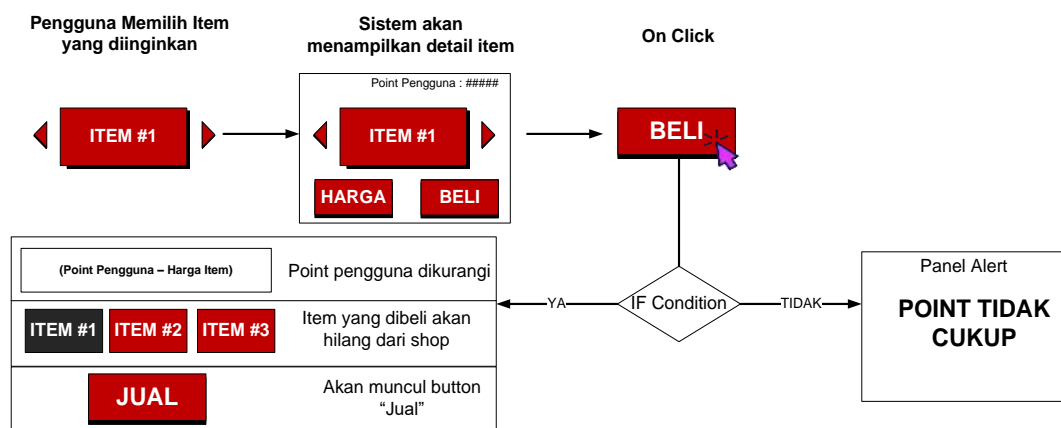 Pengguna Memilih Item
yang diinginkan
Sistem akan
menampilkan detail item
On Click
Point Pengguna : #####
ITEM #1
ITEM #1
HARGA
BELI
BELI
(Point Pengguna – Harga Item)
Point pengguna dikurangi
ITEM #1
ITEM #2
ITEM #3
Item yang dibeli akan
hilang dari shop
JUAL
Akan muncul button
“Jual”
YA
IF Condition
TIDAK
Panel Alert
POINT TIDAK
CUKUP